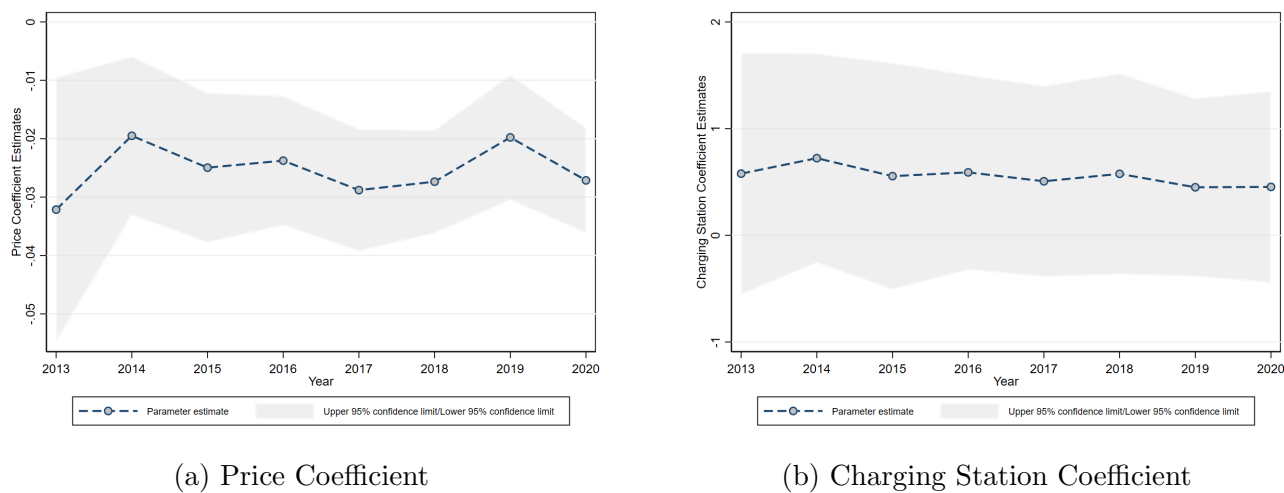 Price Coefficient Estimates
0
-.01
-.02
-.03
-.04
-.05
2013 2014 2015 2016 2017 2018 2019 2020
Year
Parameter estimate Upper 95% confidence limit/Lower 95% confidence limit
(a) Price Coefficient
Charging Station Coefficient Estimates
2
1
0
-1
2013 2014 2015 2016 2017 2018 2019 2020
Year
Parameter estimate Upper 95% confidence limit/Lower 95% confidence limit
(b) Charging Station Coefficient